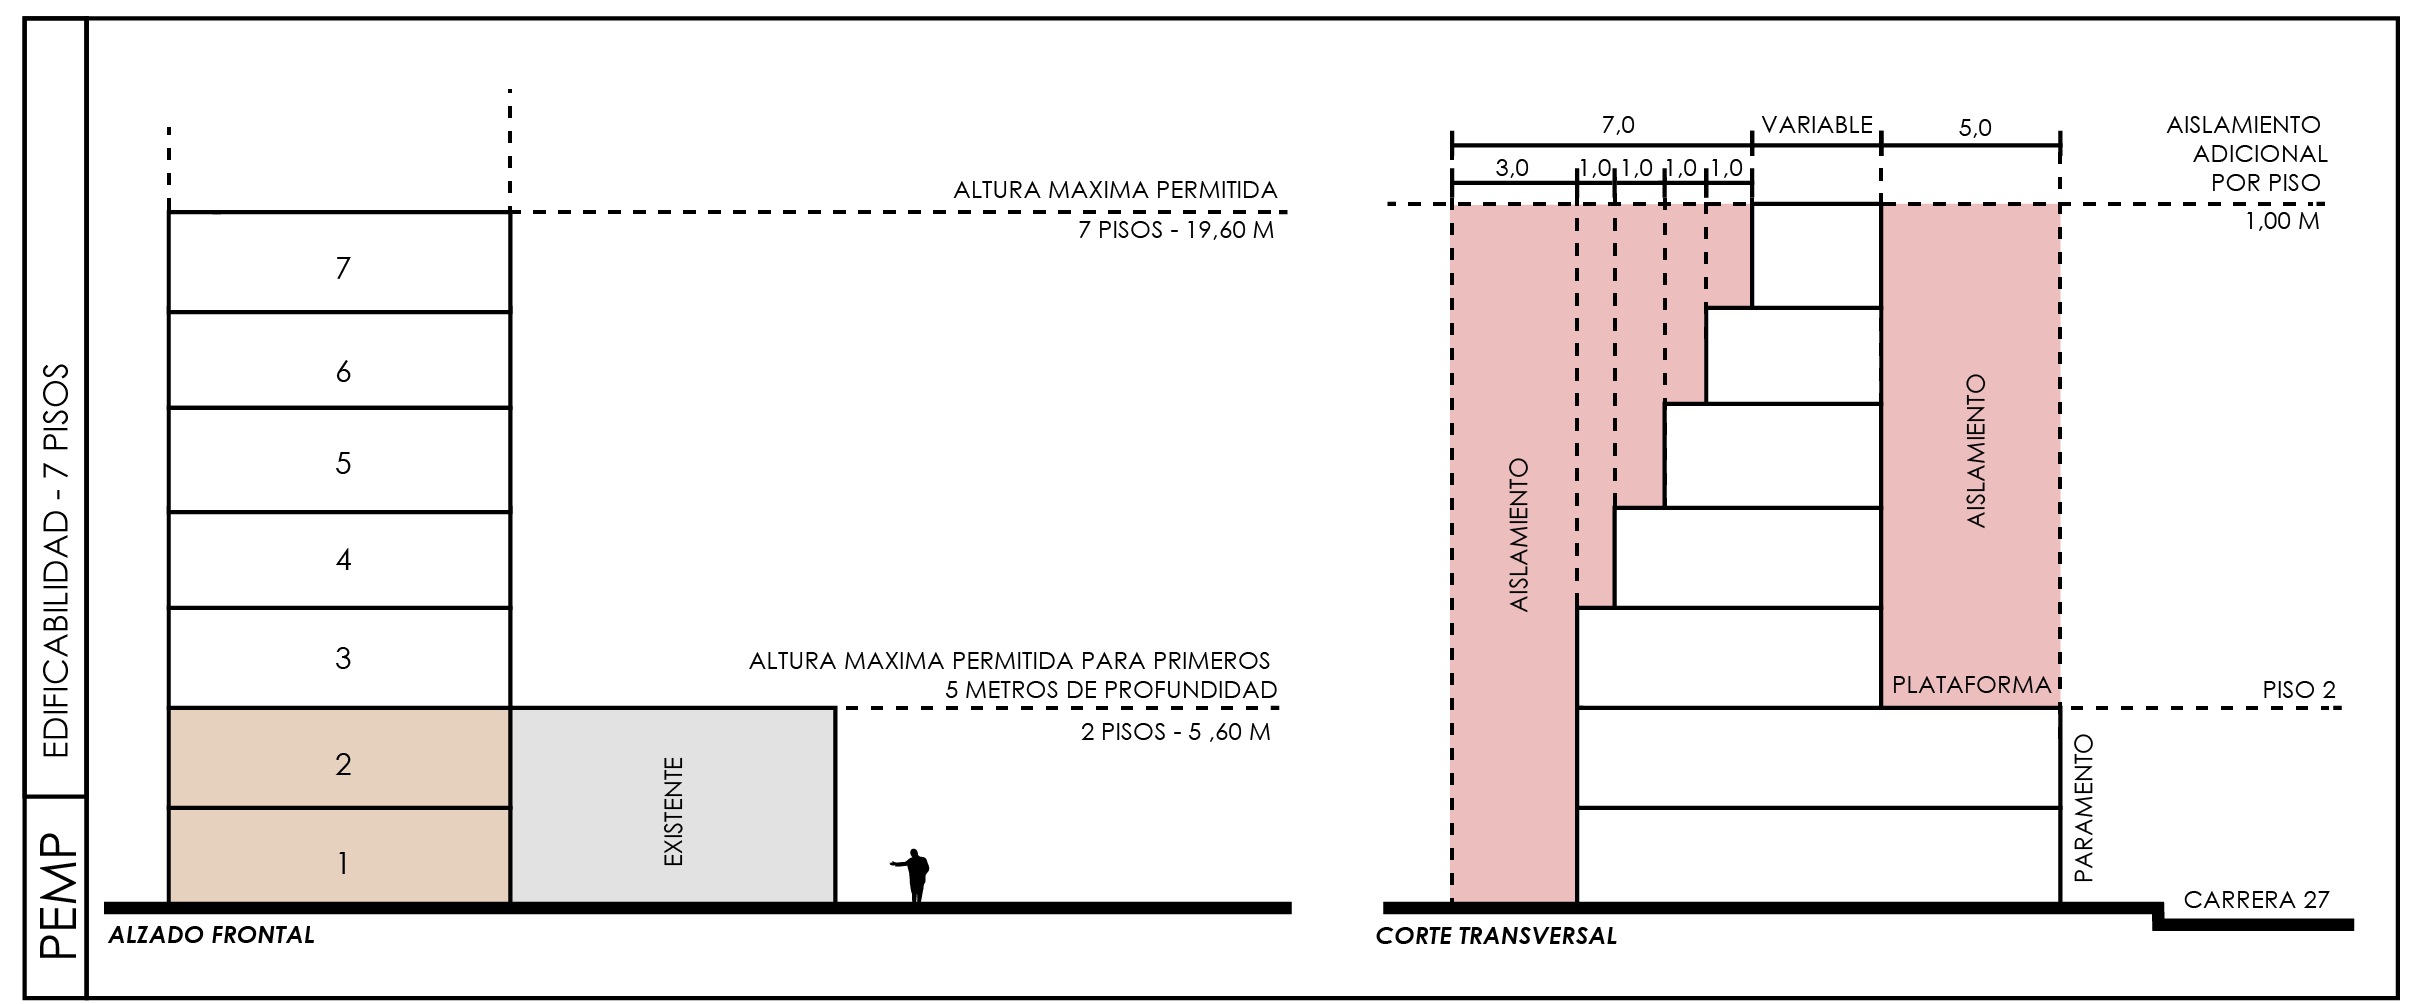 EDIFICABILIDAD - 7 PISOS
PEMP
7
6
5
4
3
2
1
EXISTENTE
ALTURA MAXIMA PERMITIDA
7 PISOS - 19,60 M
ALTURA MAXIMA PERMITIDA PARA PRIMEROS
5 METROS DE PROFUNDIDAD
2 PISOS - 5 ,60 M
ALZADO FRONTAL
7,0
VARIABLE
5,0
3,0
1,0
1,0
1,0
1,0
AISLAMIENTO
ADICIONAL
POR PISO
1,00 M
AISLAMIENTO
AISLAMIENTO
PLATAFORMA
PISO 2
PARAMENTO
CARRERA 27
CORTE TRANSVERSAL